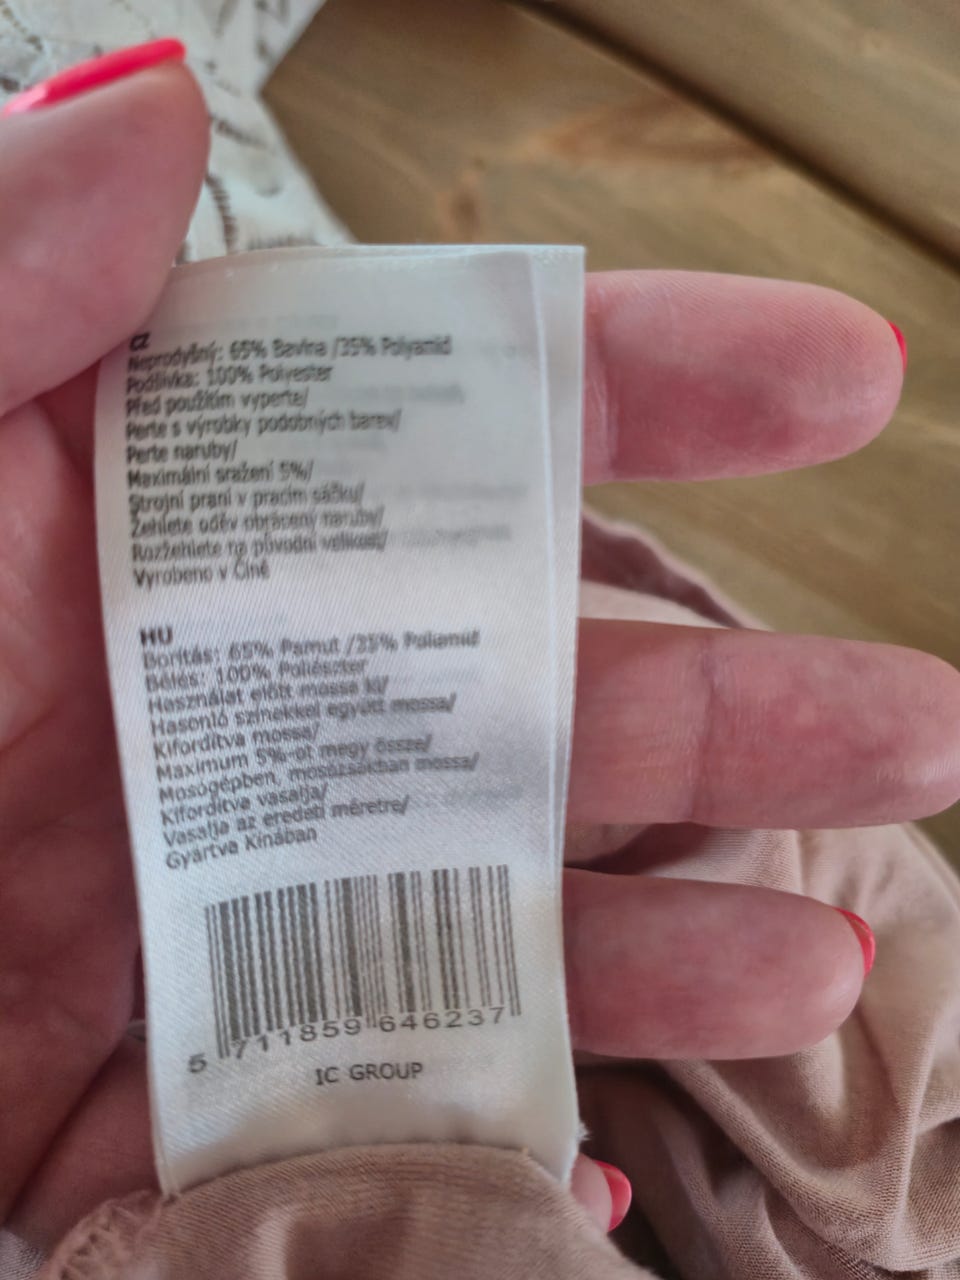 CZ
Neprodyšný: 65% Bavlna /35% Polyamid
Podšívka: 100% Polyester
Před použitím vyperte/
Perte s výrobky podobných barev/
Perte naruby/
Maximální sražení 5%/
Strojní praní v pracím sáčku/
Žehlete oděv obrácený naruby/
Rozžehlete na původní velikost/
Vyrobeno v Číně
HU
Borítás: 65% Pamut /35% Poliamid
Bélés: 100% Poliészter
Használat előtt mossa ki/
Hasonló színekkel együtt mossa/
Kifordítva mossa/
Maximum 5%-ot megy össze/
Mosógépben, mosózsákban mossa/
Kifordítva vasalja/
Vasalja az eredeti méretre/
Gyártva Kínában
5 711859 646237
IC GROUP